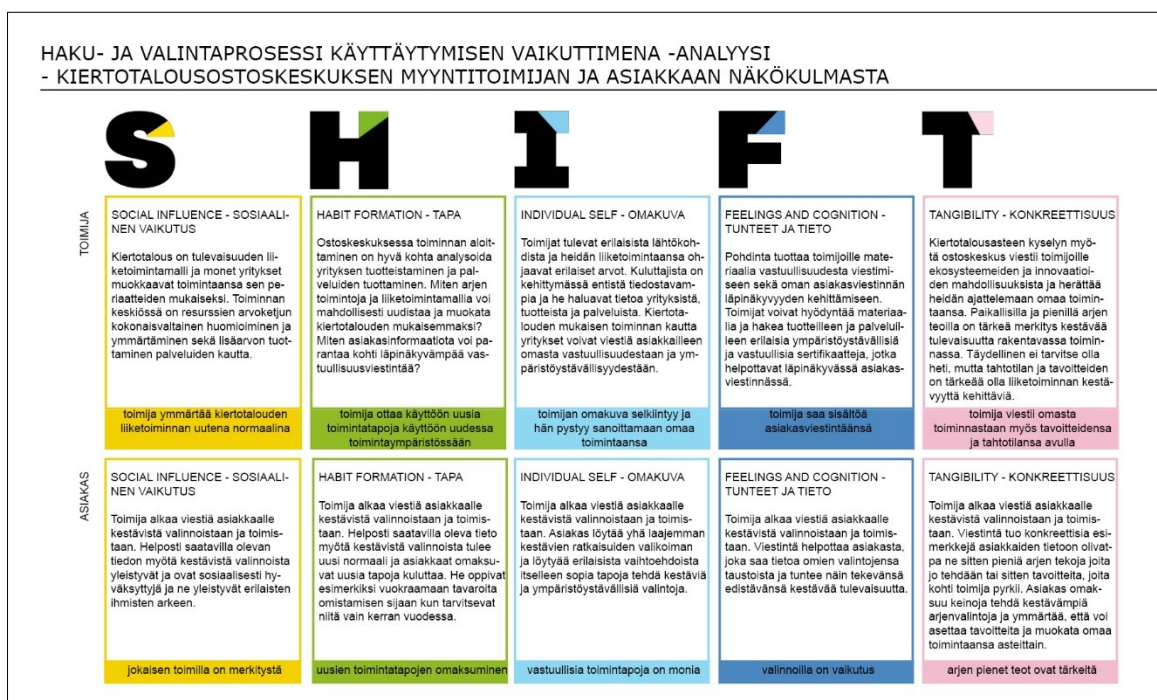 HAKU- JA VALINTAPROSESSI KÄYTTÄYTYMISEN VAIKUTTIMENA -ANALYYSI
- KIERTOTALOUSOSTOSKESKUKSEN MYYNTITOIMIJAN JA ASIAKKAAN NÄKÖKULMASTA
S H I F T
TOIMIJA
SOCIAL INFLUENCE - SOSIAALI-
NEN VAIKUTUS
Kiertotalous on tulevaisuuden lii-
ketoimintamalli ja monet yritykset
muokkaavat toimintaansa sen pe-
riaatteiden mukaiseksi. Toiminnan
keskiössä on resurssien arvoketjun
kokonaisvaltainen huomioiminen ja
ymmärtäminen sekä lisäarvon tuot-
taminen palveluiden kautta.
toimija ymmärtää kiertotalouden
liiketoiminnan uutena normaalina
HABIT FORMATION - TAPA
Ostoskeskuksessa toiminnan aloit-
taminen on hyvä kohta analysoida
yrityksen tuotteistaminen ja pal-
veluiden tuottaminen. Miten arjen
toimintoja ja liiketoimintamallia voi
mahdollisesti uudistaa ja muokata
kiertotalouden mukaisemmaksi?
Miten asiakasinformaatiota voi pa-
rantaa kohti läpinäkyvämpää vas-
tuullisuusviestintää?
toimija ottaa käyttöön uusia
toimintatapoja käyttöön uudessa
toimintaympäristössään
INDIVIDUAL SELF - OMAKUVA
Toimijat tulevat erilaisista lähtökoh-
dista ja heidän liiketoimintaansa oh-
jaavat erilaiset arvot. Kuluttajista on
kehittymässä entistä tiedostavam-
pia ja he haluavat tietoa yrityksistä,
tuotteista ja palveluista. Kiertota-
louden mukaisen toiminnan kautta
yritykset voivat viestiä asiakkailleen
omasta vastuullisuudestaan ja ym-
päristöystävällisyydestään.
toimijan omakuva selkiintyy ja
hän pystyy sanoittamaan omaa
toimintaansa
FEELINGS AND COGNITION -
TUNTEET JA TIETO
Pohdinta tuottaa toimijoille mate-
riaalia vastuullisuudesta viestimi-
seen sekä oman asiakasviestinnän
läpinäkyvyyden kehittämiseen.
Toimijat voivat hyödyntää materiaa-
lia ja hakea tuotteilleen ja palveluil-
leen erilaisia ympäristöystävällisiä
ja vastuullisia sertifikaatteja, jotka
helpottavat läpinäkyvässä asiakas-
viestinnässä.
toimija saa sisältöä
asiakasviestintäänsä
TANGIBILITY - KONKREETTISUUS
Kiertotalousasteen kyselyn myö-
tä ostoskeskus viestii toimijoille
ekosysteemeiden ja innovaatioi-
den mahdollisuuksista ja herättää
heidän ajattelemaan omaa toimin-
taansa. Paikallisilla ja pienillä arjen
teoilla on tärkeä merkitys kestävää
tulevaisuutta rakentavassa toimin-
nassa. Täydellinen ei tarvitse olla
heti, mutta tahtotilan ja tavoitteiden
on tärkeää olla liiketoiminnan kestä-
vyyttä kehittäviä.
toimija viestii omasta
toiminnastaan myös tavoitteidensa
ja tahtotilansa avulla
ASIAKAS
SOCIAL INFLUENCE - SOSIAALI-
NEN VAIKUTUS
Toimija alkaa viestiä asiakkaalle
kestävistä valinnoistaan ja toimis-
taan. Helposti saatavilla olevan
tiedon myötä kestävistä valinnoista
yleistyvät ja ovat sosiaalisesti hy-
väksyttyjä ja ne yleistyvät erilaisten
ihmisten arkeen.
jokaisen toimilla on merkitystä
HABIT FORMATION - TAPA
Toimija alkaa viestiä asiakkaalle
kestävistä valinnoistaan ja toimis-
taan. Helposti saatavilla oleva tieto
myötä kestävistä valinnoista tulee
uusi normaali ja asiakkaat omaksu-
vat uusia tapoja kuluttaa. He oppivat
esimerkiksi vuokraamaan tavaroita
omistamisen sijaan kun tarvitsevat
niitä vain kerran vuodessa.
uusien toimintatapojen omaksuminen
INDIVIDUAL SELF - OMAKUVA
Toimija alkaa viestiä asiakkaalle
kestävistä valinnoistaan ja toimis-
taan. Asiakas löytää yhä laajemman
kestävien ratkaisuiden valikoiman
ja löytyää erilaisista vaihtoehdoista
itselleen sopia tapoja tehdä kestäviä
ja ympäristöystävällisiä valintoja.
vastuullisia toimintapoja on monia
FEELINGS AND COGNITION -
TUNTEET JA TIETO
Toimija alkaa viestiä asiakkaalle
kestävistä valinnoistaan ja toimis-
taan. Viestintä helpottaa asiakasta,
joka saa tietoa omien valintojensa
taustoista ja tuntee näin tekevänsä
edistävänsä kestävää tulevaisuutta.
valinnoilla on vaikutus
TANGIBILITY - KONKREETTISUUS
Toimija alkaa viestiä asiakkaalle
kestävistä valinnoistaan ja toimis-
taan. Viestintä tuo konkreettisia esi-
merkkejä asiakkaiden tietoon olivat-
pa ne sitten pieniä arjen tekoja joita
jo tehdään tai sitten tavoitteita, joita
kohti toimija pyrkii. Asiakas omak-
suu keinoja tehdä kestävämpiä
arjenvalintoja ja ymmärtää, että voi
asettaa tavoitteita ja muokata omaa
toimintaansa asteittain.
arjen pienet teot ovat tärkeitä